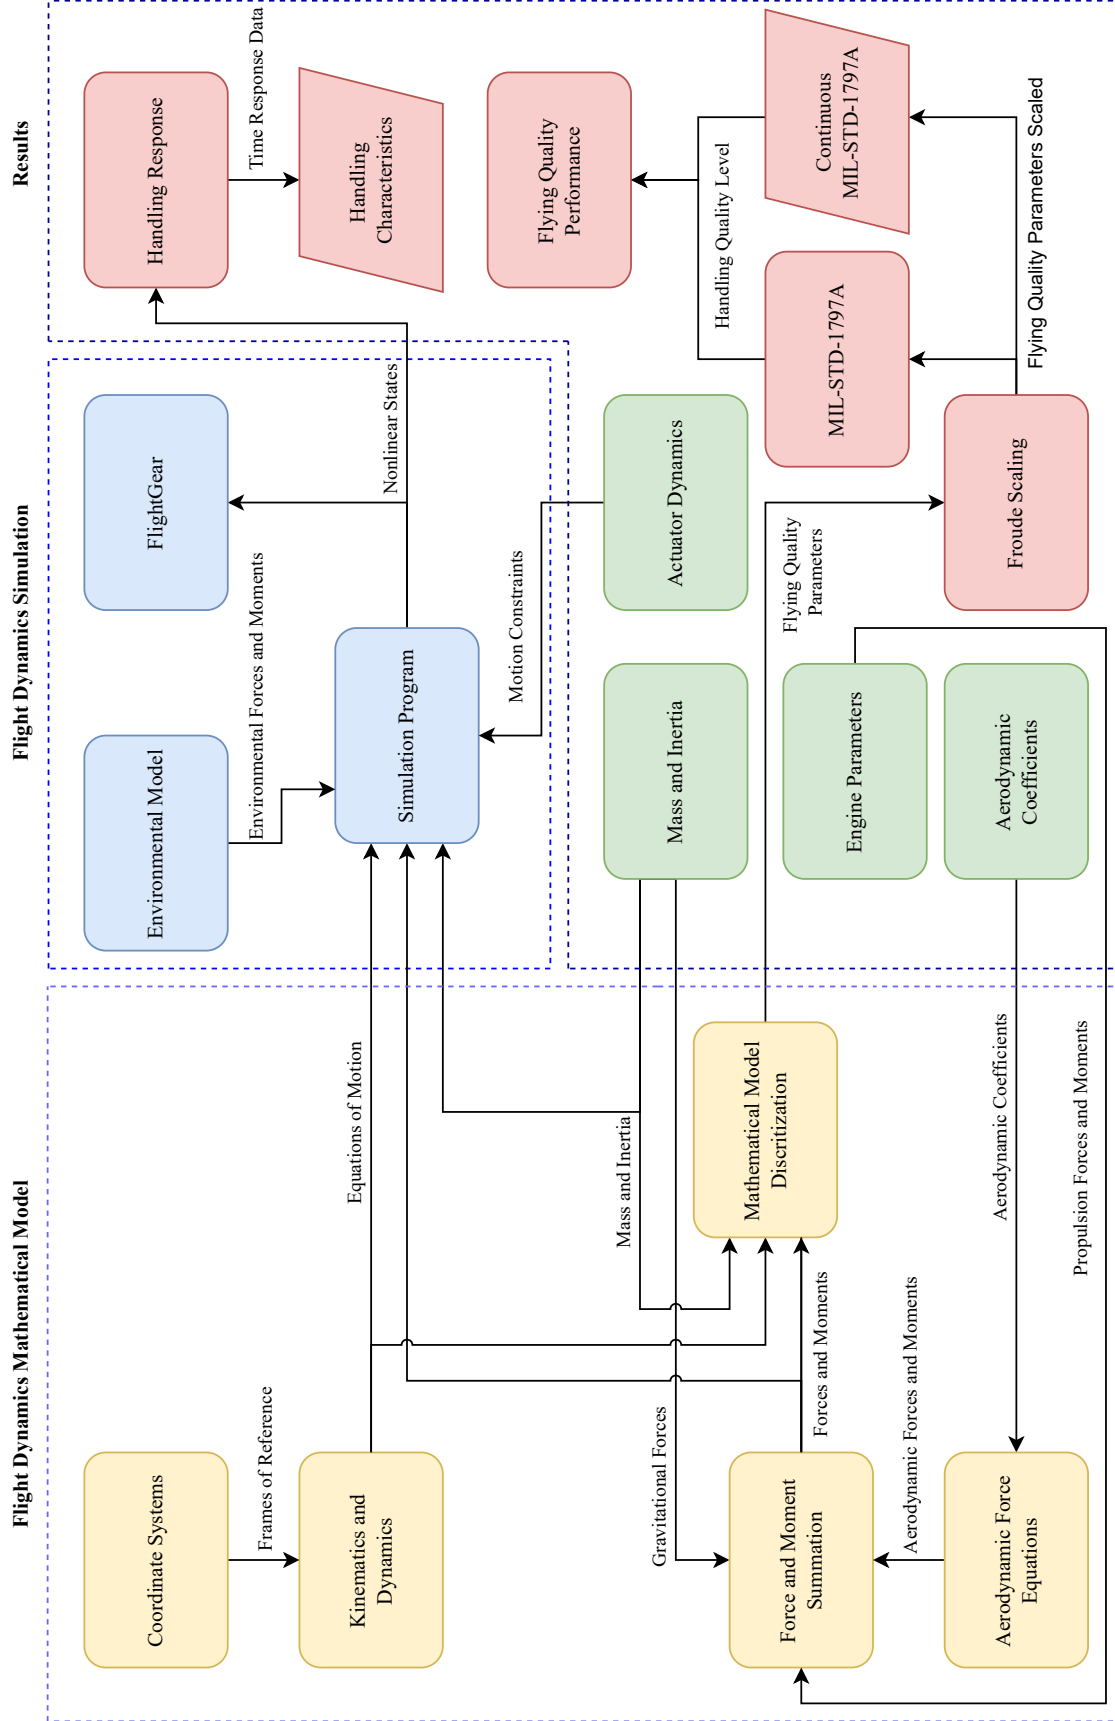 Flight Dynamics Mathematical Model
Flight Dynamics Simulation
Results
Coordinate Systems
Frames of Reference
Kinematics and
Dynamics
Equations of Motion
Environmental Model
Environmental Forces and Moments
Simulation Program
FlightGear
Nonlinear States
Motion Constraints
Handling Response
Time Response Data
Handling
Characteristics
Flying Quality
Performance
Handling Quality Level
MIL-STD-1797A
Continuous
MIL-STD-1797A
Flying Quality Parameters Scaled
Froude Scaling
Flying Quality
Parameters
Actuator Dynamics
Mass and Inertia
Engine Parameters
Aerodynamic
Coefficients
Mass and Inertia
Mathematical Model
Discritization
Gravitational Forces
Forces and Moments
Force and Moment
Summation
Aerodynamic Forces and Moments
Aerodynamic Force
Equations
Aerodynamic Coefficients
Propulsion Forces and Moments